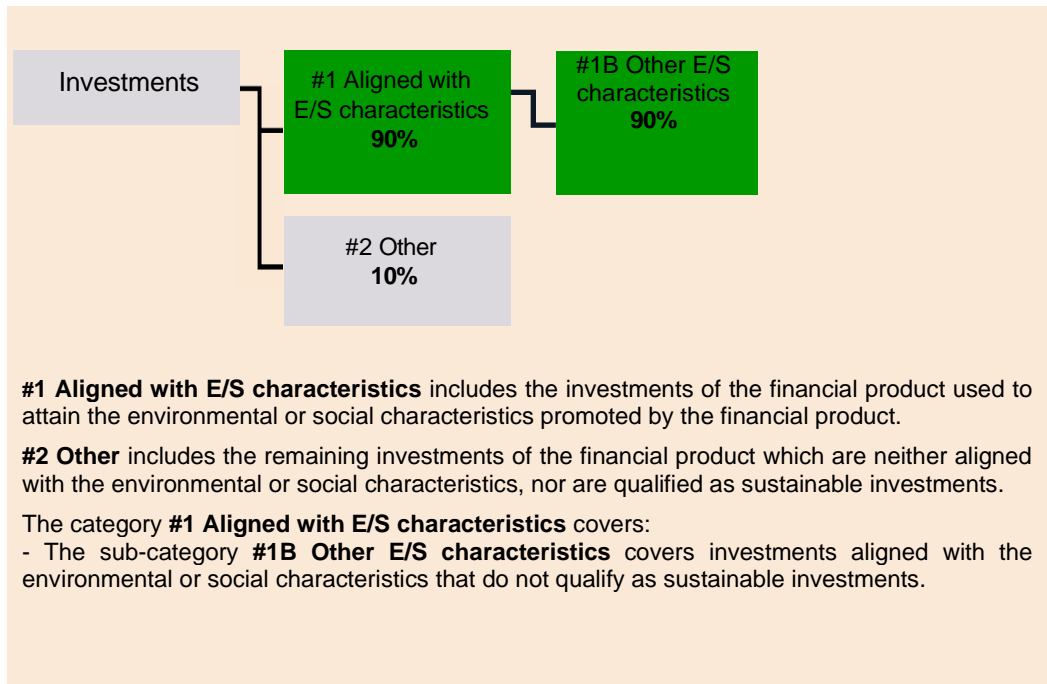 Investments
#1 Aligned with
E/S characteristics
90%
#1B Other E/S
characteristics
90%
#2 Other
10%
#1 Aligned with E/S characteristics includes the investments of the financial product used to
attain the environmental or social characteristics promoted by the financial product.
#2 Other includes the remaining investments of the financial product which are neither aligned
with the environmental or social characteristics, nor are qualified as sustainable investments.
The category #1 Aligned with E/S characteristics covers:
- The sub-category #1B Other E/S characteristics covers investments aligned with the
environmental or social characteristics that do not qualify as sustainable investments.